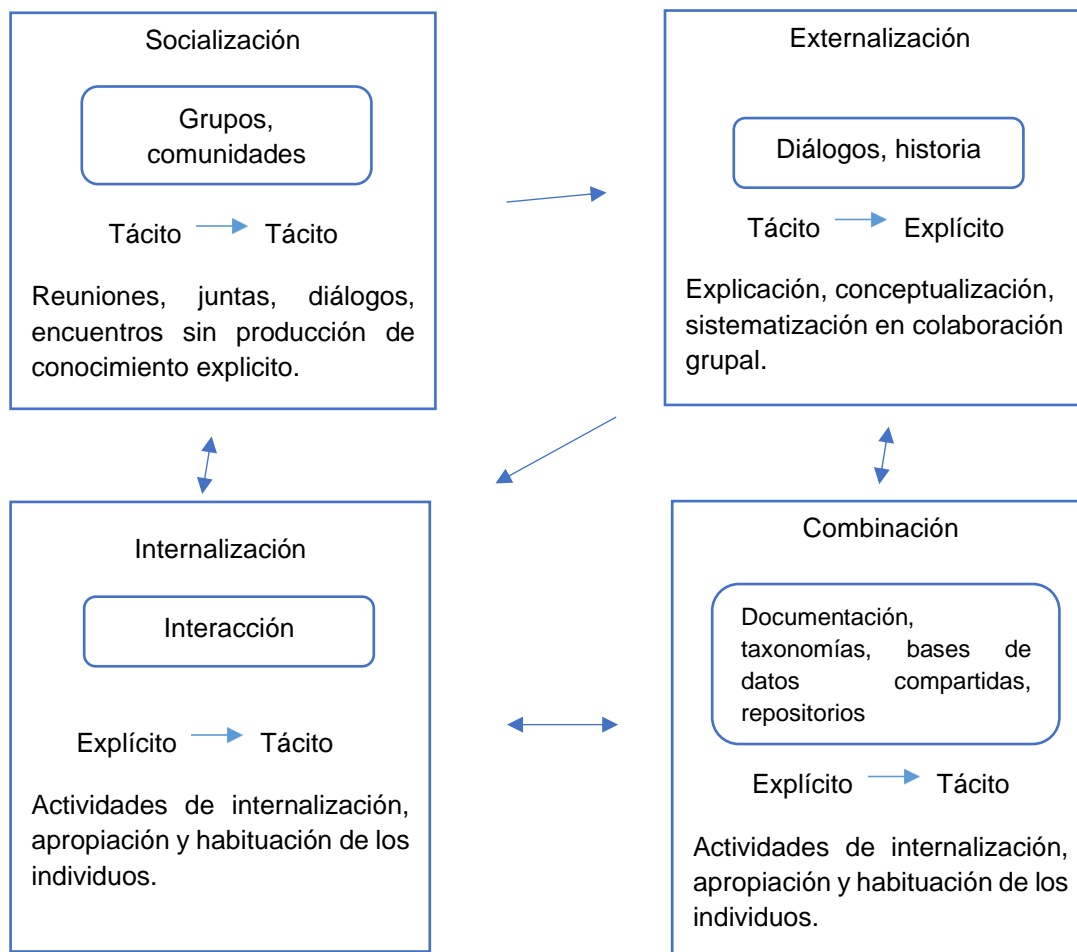 Socialización
Grupos,
comunidades
Tácito Tácito
Reuniones, juntas, diálogos,
encuentros sin producción de
conocimiento explicito.
Externalización
Diálogos, historia
Tácito Explícito
Explicación, conceptualización,
sistematización en colaboración
grupal.
Internalización
Interacción
Explícito Tácito
Actividades de internalización,
apropiación y habituación de los
individuos.
Combinación
Documentación,
taxonomías, bases de
datos compartidas,
repositorios
Explícito Tácito
Actividades de internalización,
apropiación y habituación de los
individuos.